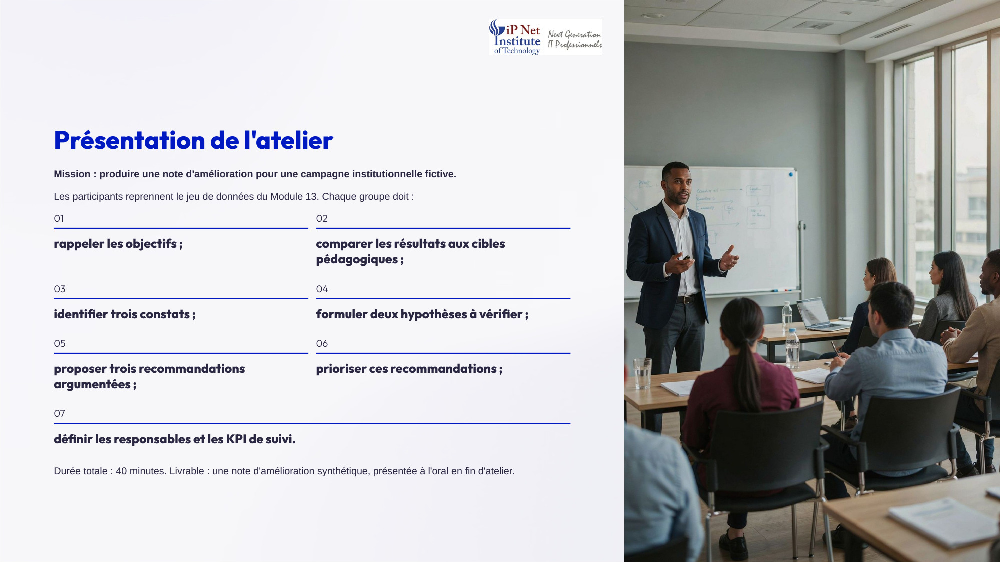 iP Net
Institute
of Technology
Next Generation
IT Professionnels
Présentation de l'atelier
Mission : produire une note d'amélioration pour une campagne institutionnelle fictive.
Les participants reprennent le jeu de données du Module 13. Chaque groupe doit :
01
rappeler les objectifs ;
02
comparer les résultats aux cibles
pédagogiques ;
03
identifier trois constats ;
04
formuler deux hypothèses à vérifier ;
05
proposer trois recommandations
argumentées ;
06
prioriser ces recommandations ;
07
définir les responsables et les KPI de suivi.
Durée totale : 40 minutes. Livrable : une note d'amélioration synthétique, présentée à l'oral en fin d'atelier.